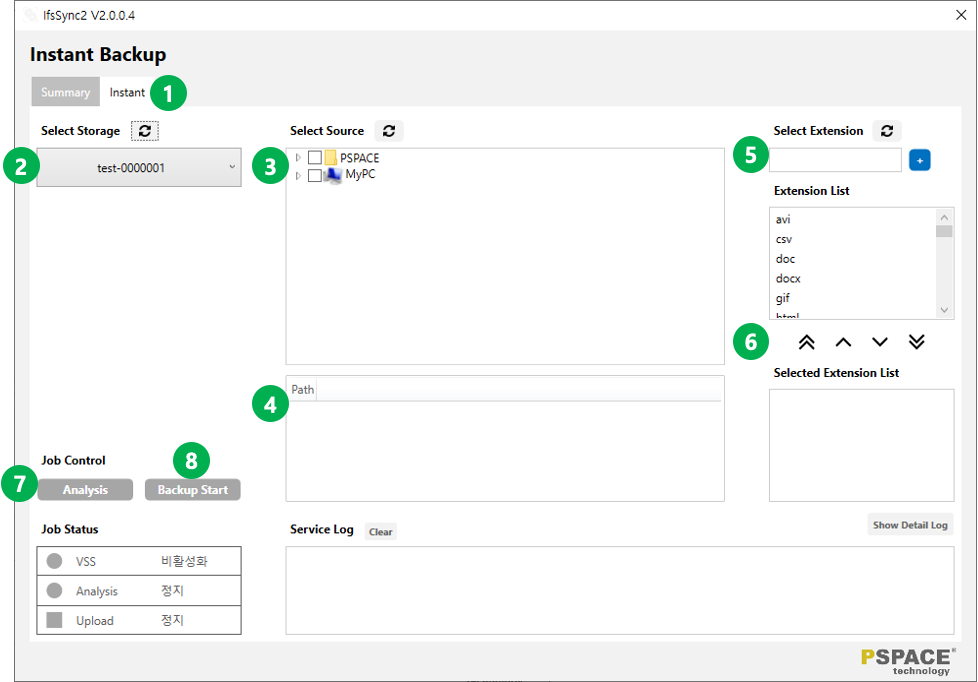 IfsSync2 V2.0.0.4
Instant Backup
Summary
Instant
1
Select Storage
2
test-0000001
Select Source
3
PSPACE
MyPC
Select Extension
5
+
Extension List
avi
csv
doc
docx
gif
html
6
Selected Extension List
4
Path
Job Control
8
7
Analysis
Backup Start
Job Status
VSS 비활성화
Analysis 정지
Upload 정지
Service Log
Clear
Show Detail Log
PSPACE®
technology